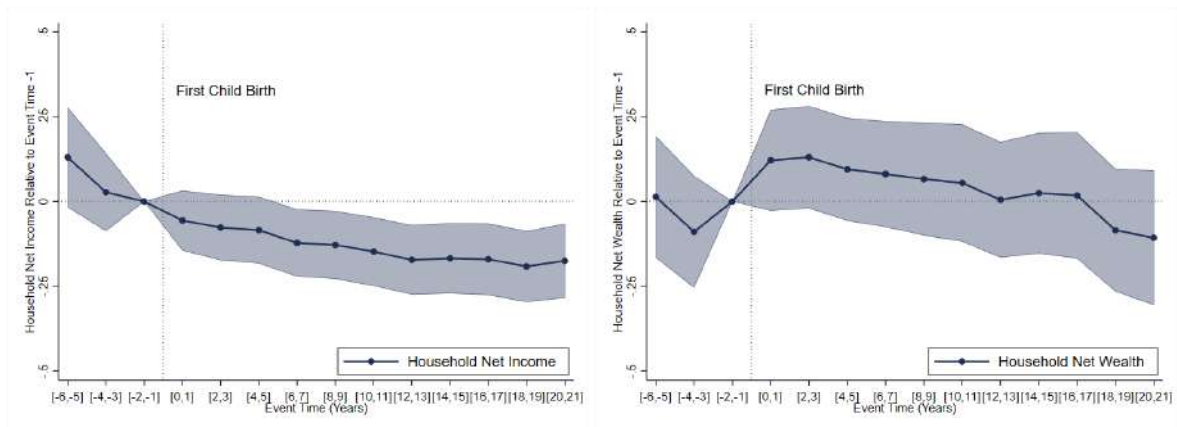 Household Net Income Relative to Event Time -1
.5
.25
0
-.25
-.5
First Child Birth
Household Net Income
[-6,-5] [-4,-3] [-2,-1] [0,1] [2,3] [4,5] [6,7] [8,9] [10,11] [12,13] [14,15] [16,17] [18,19] [20,21]
Event Time (Years)
Household Net Wealth Relative to Event Time -1
.5
.25
0
-.25
-.5
First Child Birth
Household Net Wealth
[-6,-5] [-4,-3] [-2,-1] [0,1] [2,3] [4,5] [6,7] [8,9] [10,11] [12,13] [14,15] [16,17] [18,19] [20,21]
Event Time (Years)